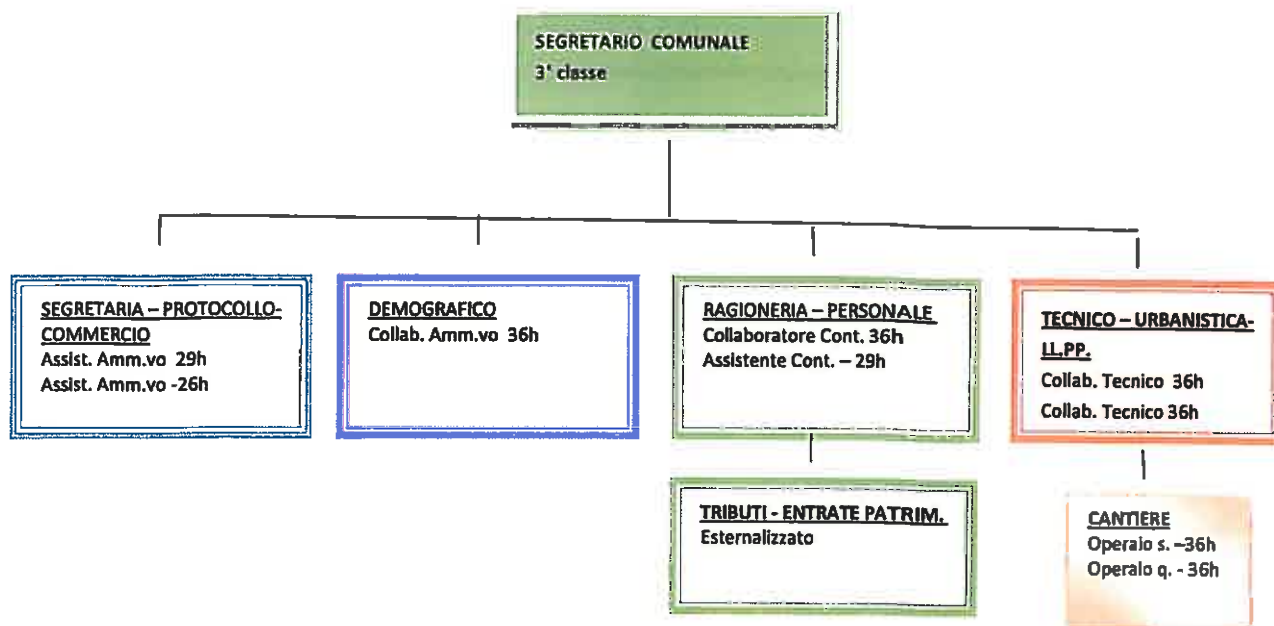 SEGRETARIO COMUNALE
3° classe
SEGRETARIA – PROTOCOLLO-
COMMERCIO
Assist. Amm.vo 29h
Assist. Amm.vo -26h
DEMOGRAFICO
Collab. Amm.vo 36h
RAGIONERIA – PERSONALE
Collaboratore Cont. 36h
Assistente Cont. – 29h
TECNICO – URBANISTICA-
LL.PP.
Collab. Tecnico 36h
Collab. Tecnico 36h
TRIBUTI - ENTRATE PATRIM.
Esternalizzato
CANTIERE
Operaio s. –36h
Operaio q. - 36h